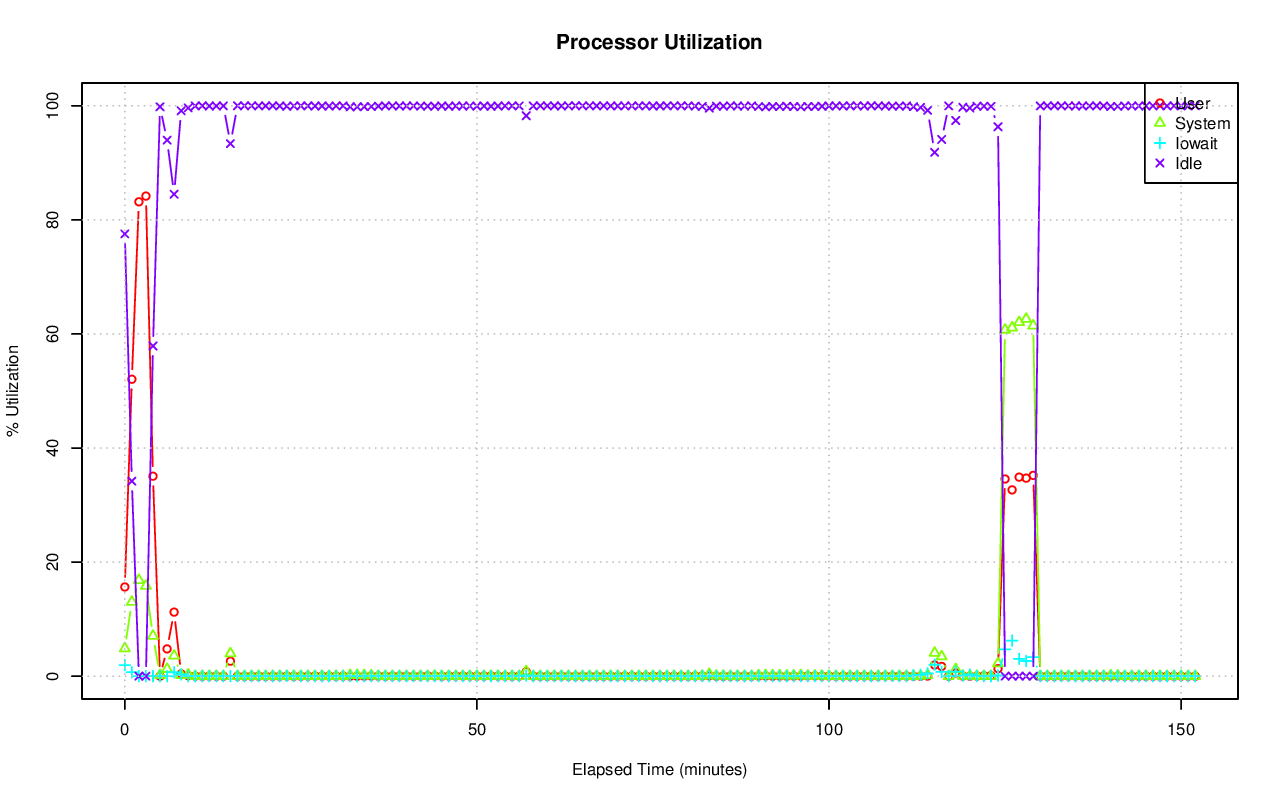 Processor Utilization
100
80
60
40
20
0
% Utilization
User
System
Iowait
Idle
0 50 100 150
Elapsed Time (minutes)